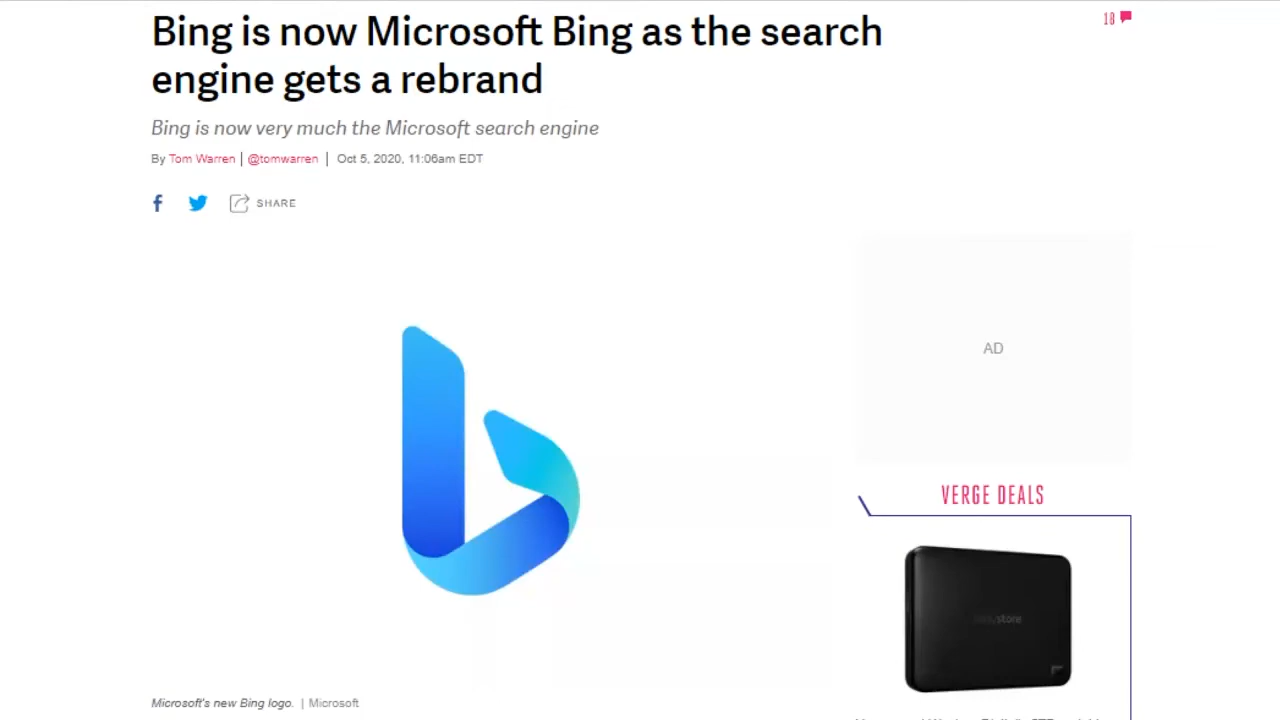 Bing is now Microsoft Bing as the search
engine gets a rebrand
18
Bing is now very much the Microsoft search engine
By Tom Warren | @tomwarren | Oct 5, 2020, 11:06am EDT
SHARE
AD
VERGE DEALS
Microsoft's new Bing logo. | Microsoft